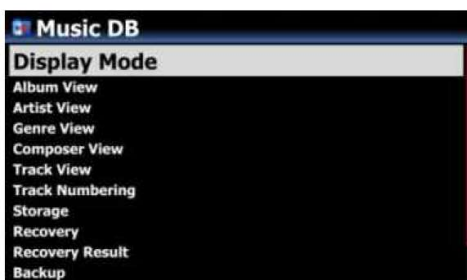 Music DB
Display Mode
Album View
Artist View
Genre View
Composer View
Track View
Track Numbering
Storage
Recovery
Recovery Result
Backup